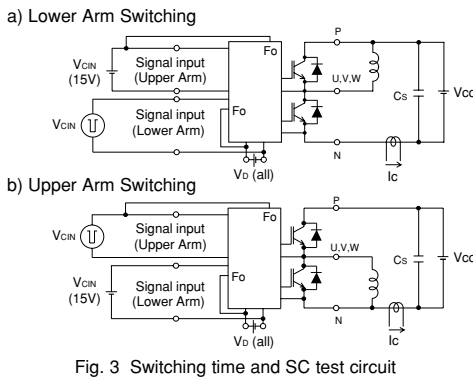 a) Lower Arm Switching
P
Fo
VCIN
(15V)
Signal input
(Upper Arm)
U,V,W
CS
VCC
VCIN
Signal input
(Lower Arm)
Fo
N
Ic
VD (all)
b) Upper Arm Switching
P
Fo
VCIN
Signal input
(Upper Arm)
U,V,W
CS
VCC
VCIN
(15V)
Signal input
(Lower Arm)
Fo
N
Ic
VD (all)
Fig. 3 Switching time and SC test circuit